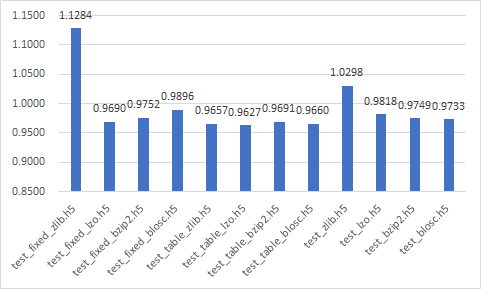 1.1500
1.1000
1.0500
1.0000
0.9500
0.9000
0.8500
1.1284
0.9690
0.9752
0.9896
0.9657
0.9627
0.9691
0.9660
1.0298
0.9818
0.9749
0.9733
test_fixed_zlib.h5
test_fixed_lzo.h5
test_fixed_bzip2.h5
test_fixed_blosc.h5
test_table_zlib.h5
test_table_lzo.h5
test_table_bzip2.h5
test_table_blosc.h5
test_zlib.h5
test_lzo.h5
test_bzip2.h5
test_blosc.h5